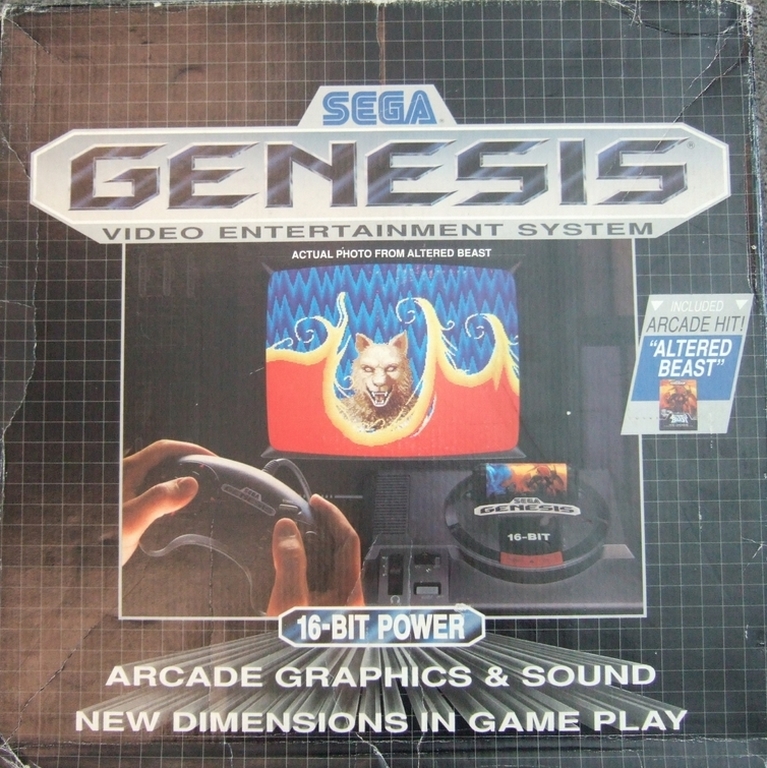 SEGA
GENESIS®
VIDEO ENTERTAINMENT SYSTEM
ACTUAL PHOTO FROM ALTERED BEAST
INCLUDED
ARCADE HIT!
"ALTERED
BEAST"
SEGA
GENESIS
16-BIT
16-BIT POWER
ARCADE GRAPHICS & SOUND
NEW DIMENSIONS IN GAME PLAY